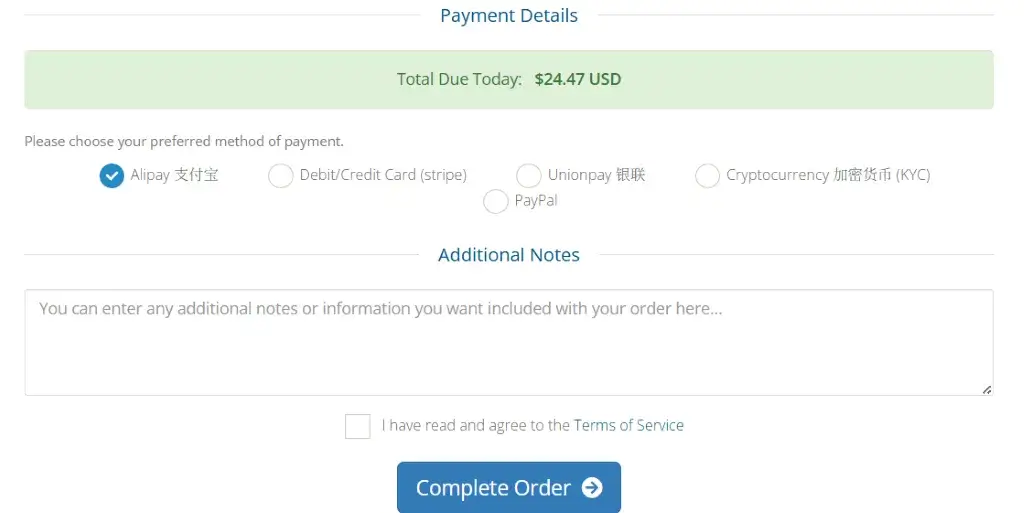 Payment Details
Total Due Today: $24.47 USD
Please choose your preferred method of payment.
Alipay 支付宝 Debit/Credit Card (stripe) Unionpay 银联 Cryptocurrency 加密货币 (KYC)
PayPal
Additional Notes
You can enter any additional notes or information you want included with your order here...
I have read and agree to the Terms of Service
Complete Order